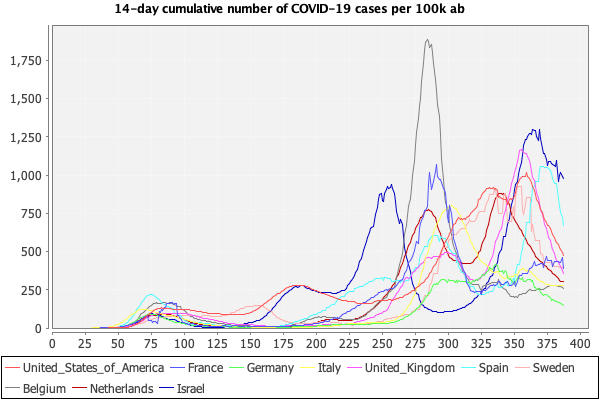 14-day cumulative number of COVID-19 cases per 100k ab
1,750
1,500
1,250
1,000
750
500
250
0
0 25 50 75 100 125 150 175 200 225 250 275 300 325 350 375 400
United_States_of_America France Germany Italy United_Kingdom Spain Sweden
Belgium Netherlands Israel